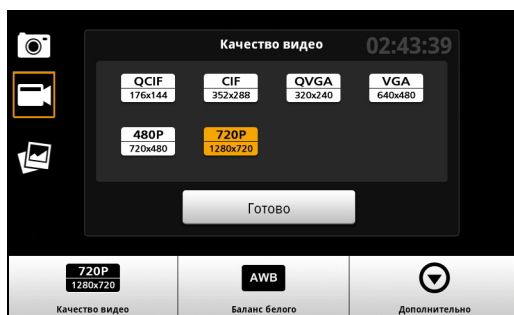 Качество видео 02:43:39
QCIF CIF QVGA VGA
176x144 352x288 320x240 640x480
480P 720P
720x480 1280x720
Готово
720P
1280x720
AWB
Качество видео Баланс белого Дополнительно